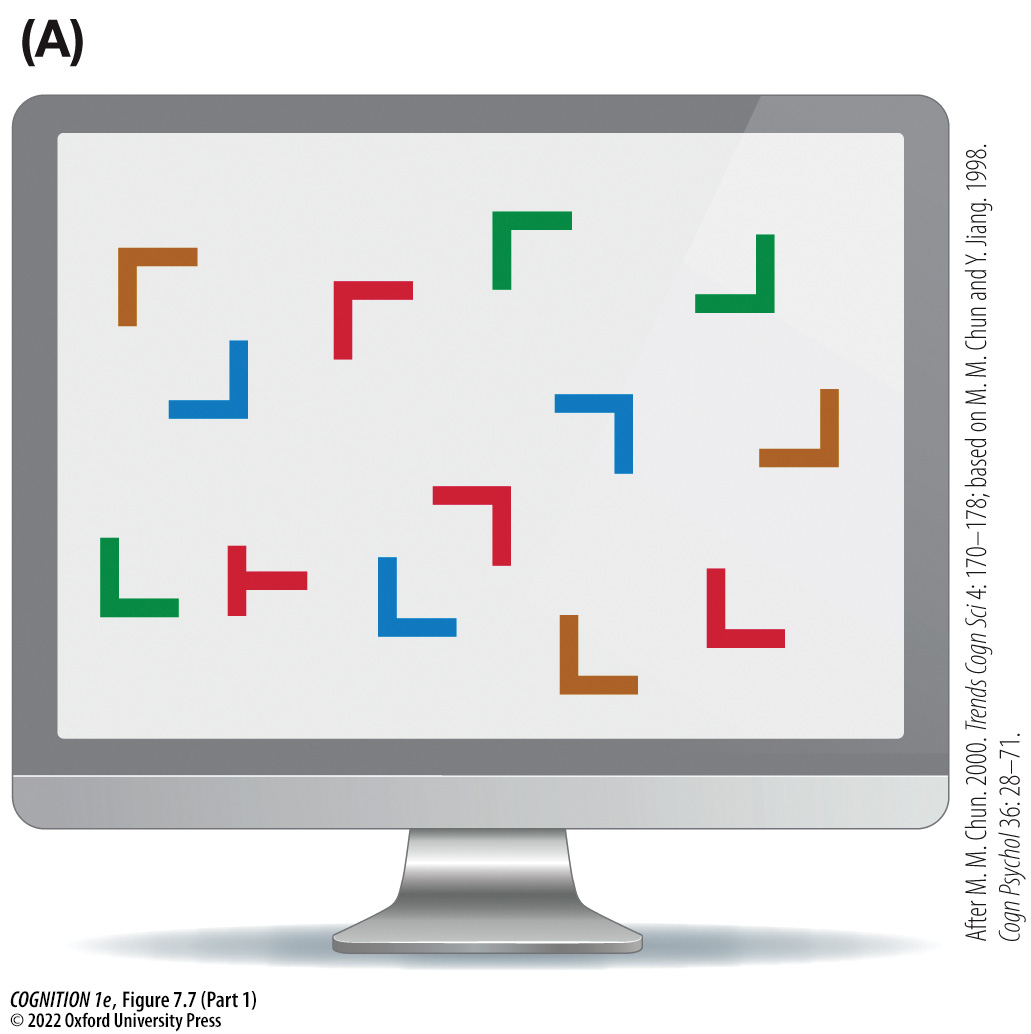 (A)
After M. M. Chun. 2000. Trends Cogn Sci 4: 170–178; based on M. M. Chun and Y. Jiang. 1998.
Cogn Psychol 36: 28–71.
COGNITION 1e, Figure 7.7 (Part 1)
© 2022 Oxford University Press